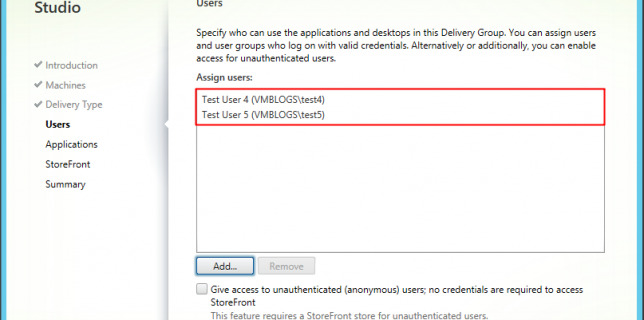 Studio
Users
Specify who can use the applications and desktops in this Delivery Group. You can assign users
and user groups who log on with valid credentials. Alternatively or additionally, you can enable
access for unauthenticated users.
✔ Introduction
✔ Machines
✔ Delivery Type
Users
Applications
StoreFront
Summary
Assign users:
Test User 4 (VMBLOGS\test4)
Test User 5 (VMBLOGS\test5)
Add...
Remove
Give access to unauthenticated (anonymous) users; no credentials are required to access
StoreFront
This feature requires a StoreFront store for unauthenticated users.